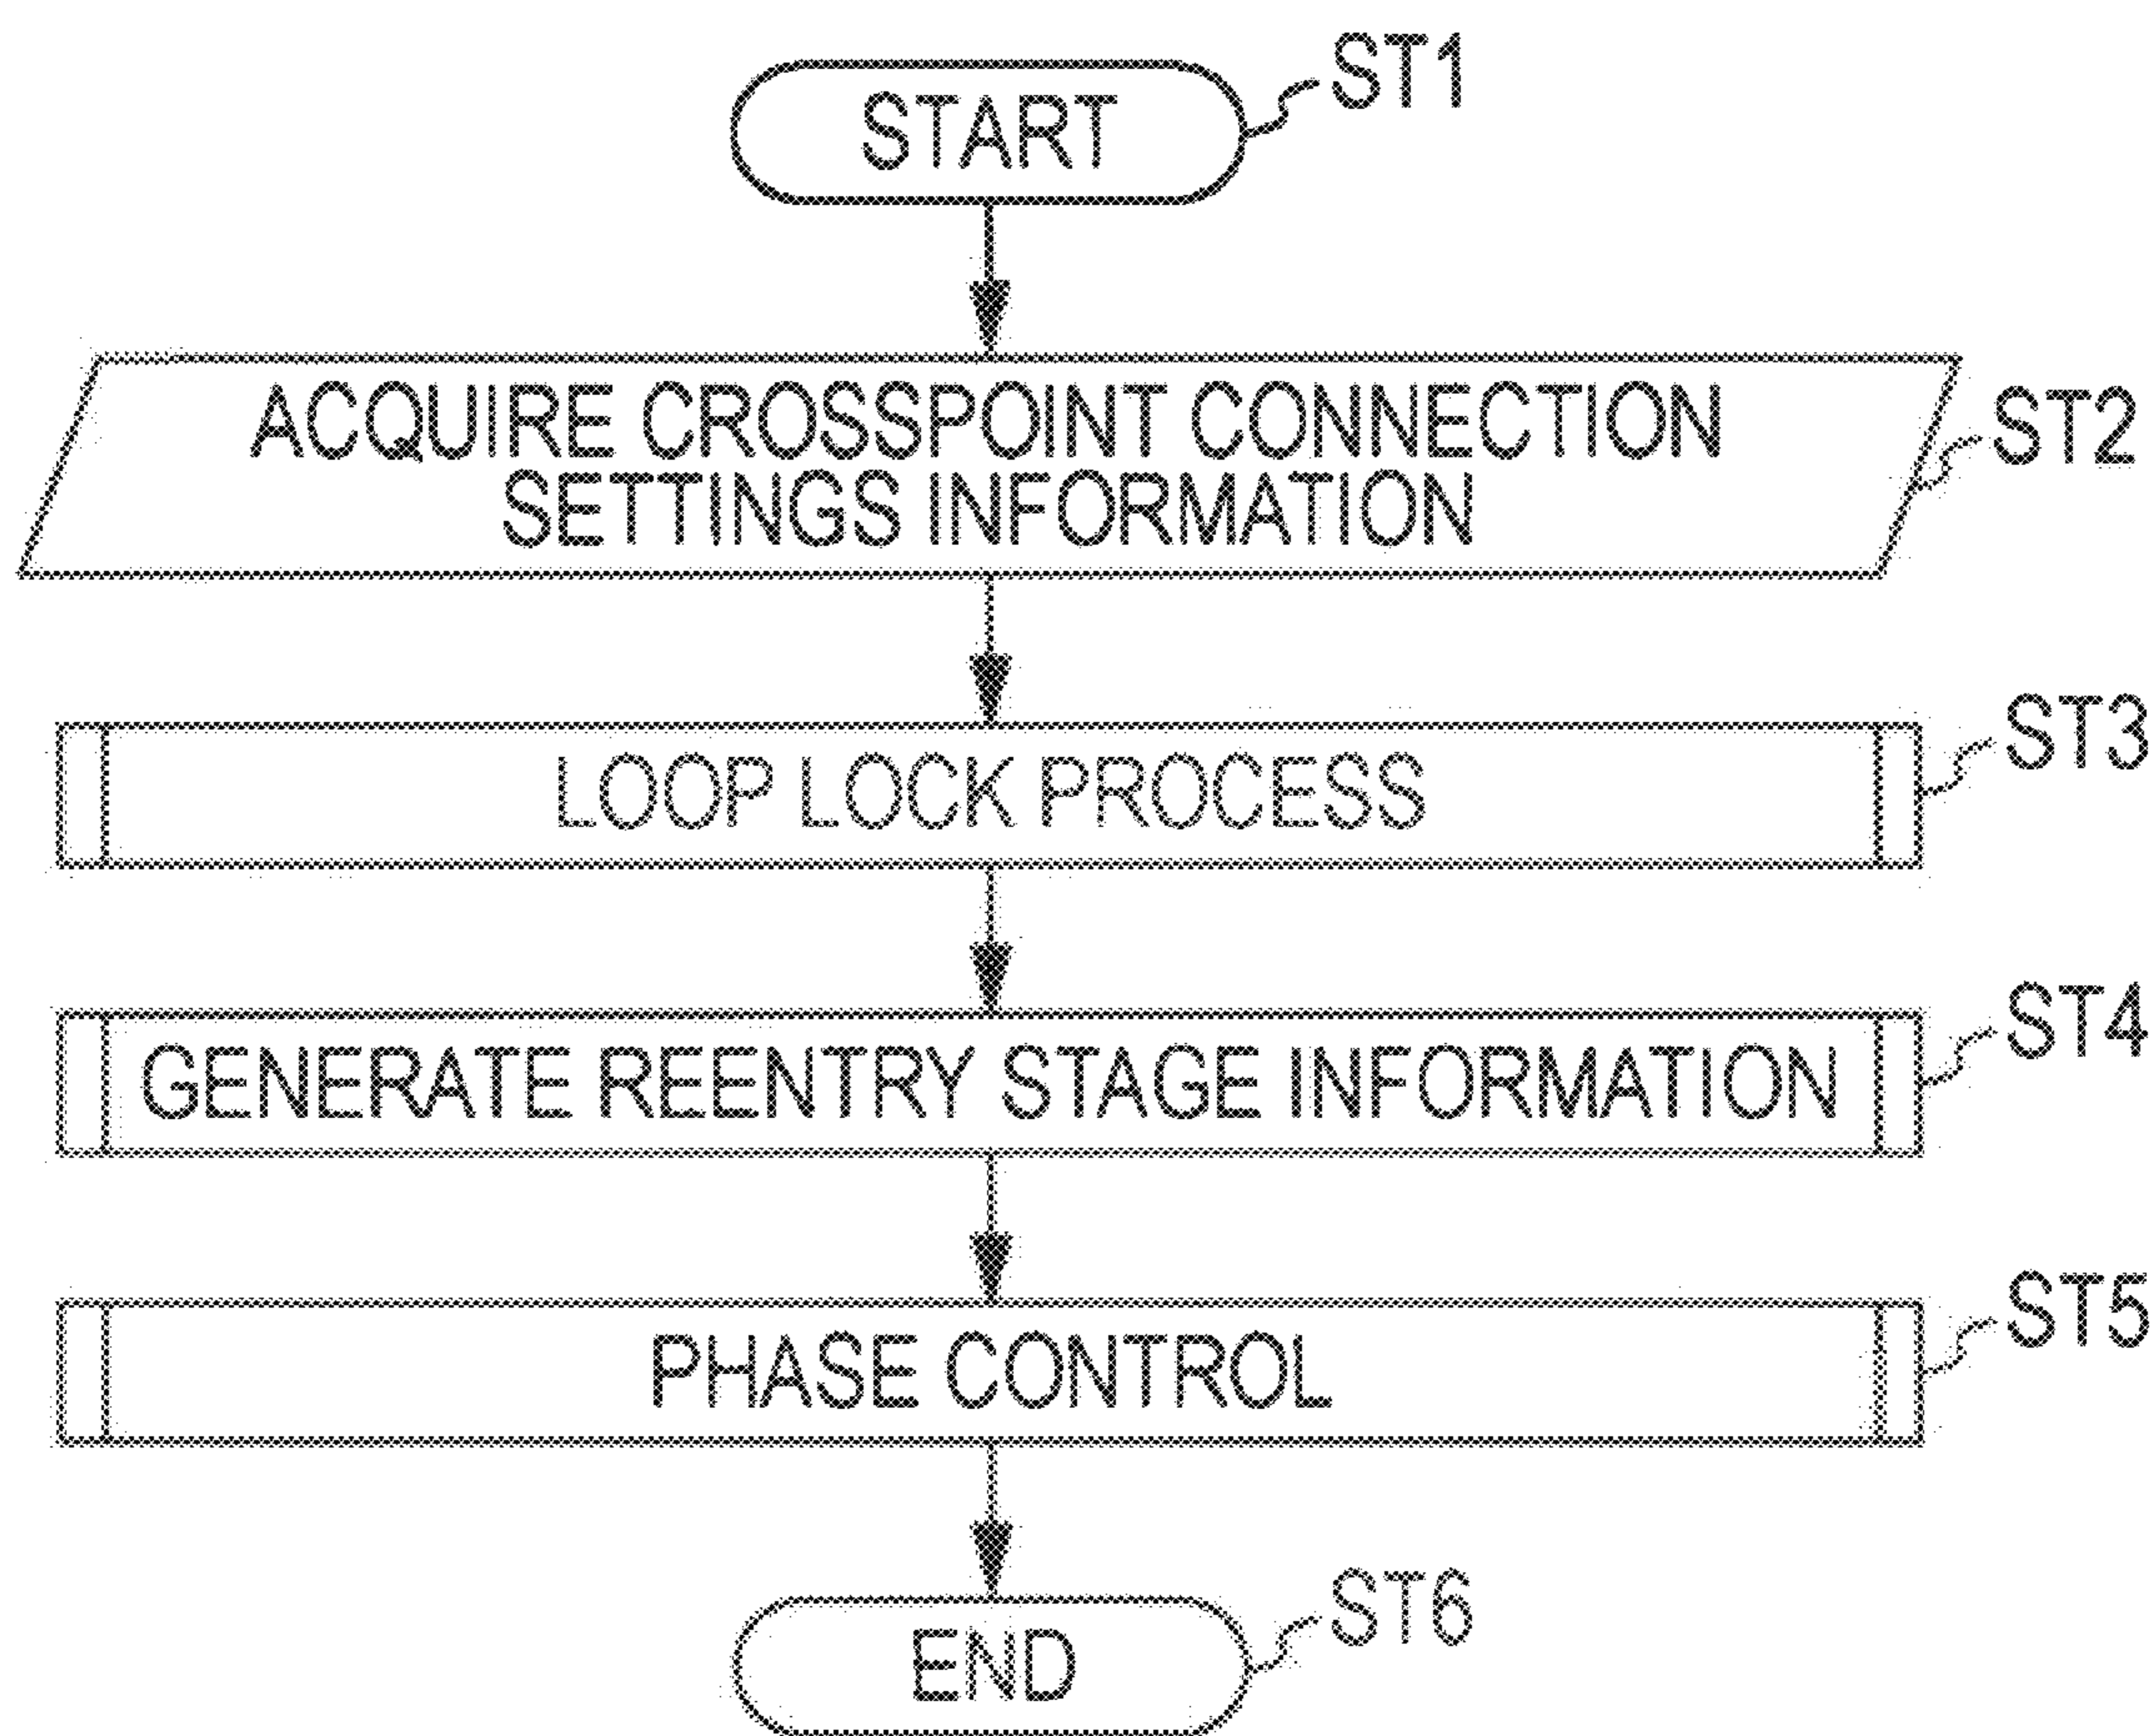 START
ST1
ACQUIRE CROSSPOINT CONNECTION
SETTINGS INFORMATION
ST2
LOOP LOCK PROCESS
ST3
GENERATE REENTRY STAGE INFORMATION
ST4
PHASE CONTROL
ST5
END
ST6